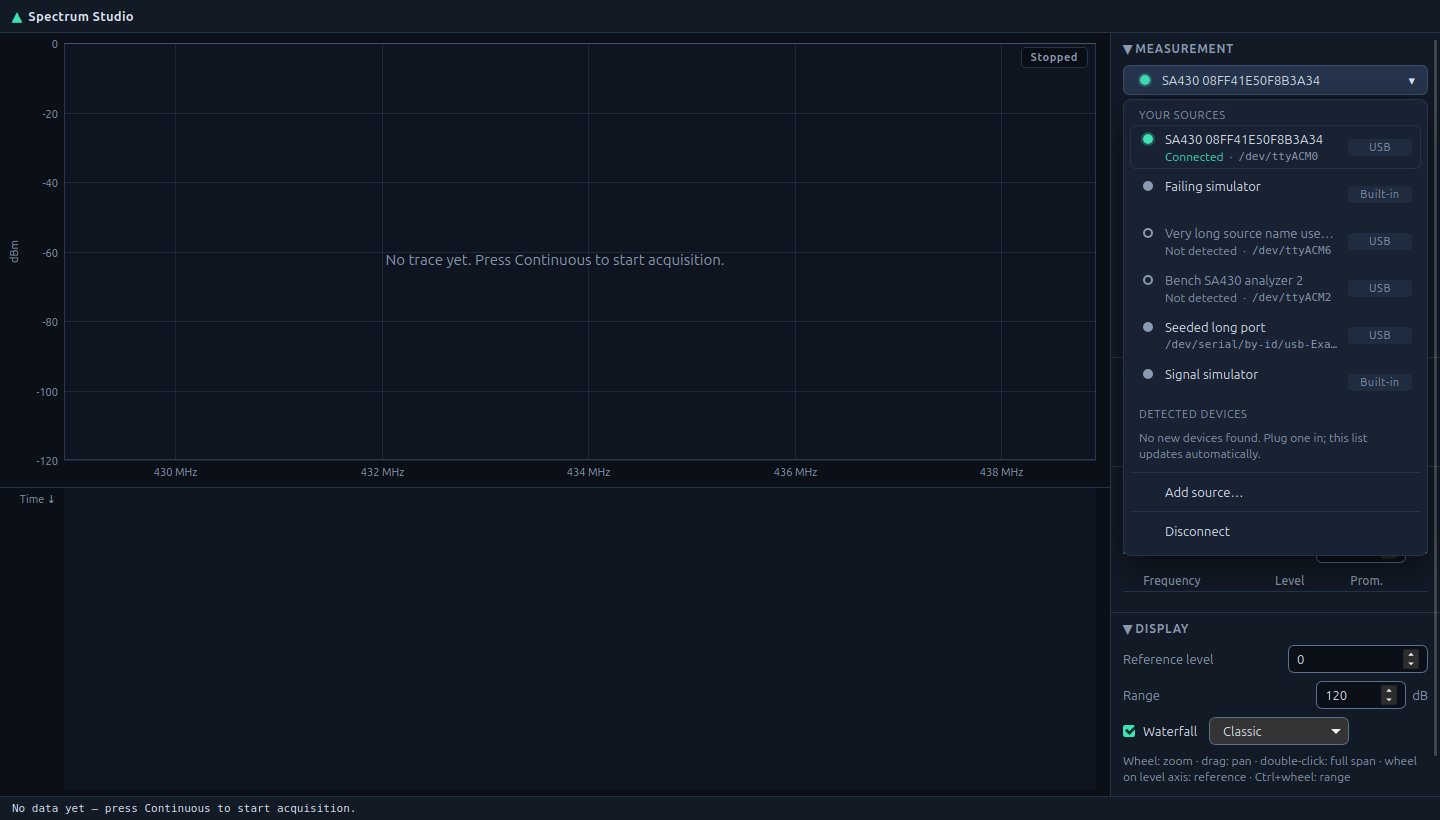 ▲ Spectrum Studio
0
-20
-40
-60
-80
-100
-120
dBm
Stopped
No trace yet. Press Continuous to start acquisition.
430 MHz
432 MHz
434 MHz
436 MHz
438 MHz
Time ↓
▼ MEASUREMENT
SA430 08FF41E50F8B3A34 ▾
YOUR SOURCES
SA430 08FF41E50F8B3A34
USB
Connected · /dev/ttyACM0
Failing simulator
Built-in
Very long source name use…
USB
Not detected · /dev/ttyACM6
Bench SA430 analyzer 2
USB
Not detected · /dev/ttyACM2
Seeded long port
USB
/dev/serial/by-id/usb-Exa…
Signal simulator
Built-in
DETECTED DEVICES
No new devices found. Plug one in; this list
updates automatically.
Add source…
Disconnect
Frequency Level Prom.
▼ DISPLAY
Reference level 0
Range 120 dB
Waterfall Classic
Wheel: zoom · drag: pan · double-click: full span · wheel
on level axis: reference · Ctrl+wheel: range
No data yet — press Continuous to start acquisition.